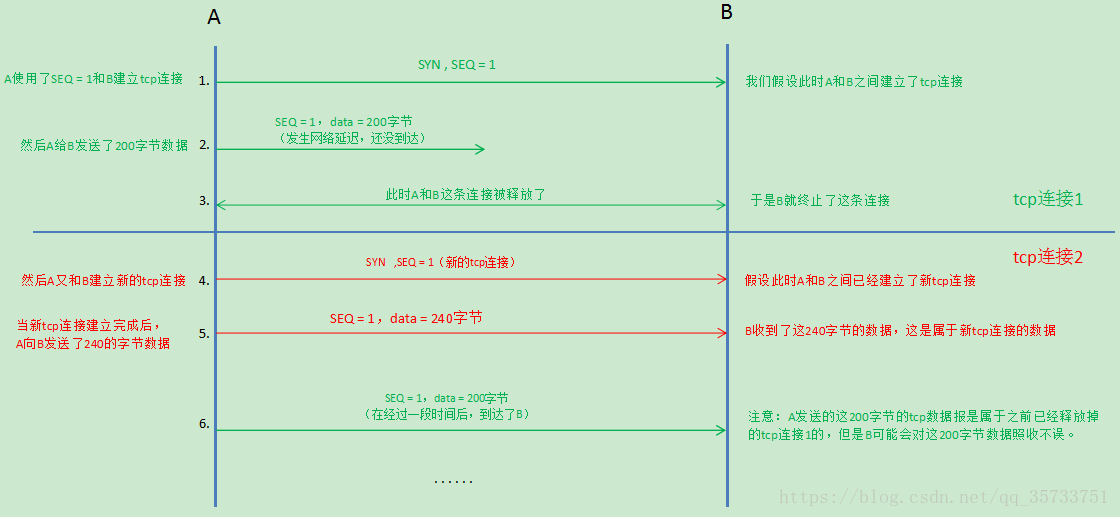 A
B
A使用了SEQ = 1和B建立tcp连接
1.
SYN , SEQ = 1
我们假设此时A和B之间建立了tcp连接
然后A给B发送了200字节数据
2.
SEQ = 1，data = 200字节
（发生网络延迟，还没到达）
3.
此时A和B这条连接被释放了
于是B就终止了这条连接
tcp连接1
tcp连接2
然后A又和B建立新的tcp连接
4.
SYN ,SEQ = 1（新的tcp连接）
假设此时A和B之间已经建立了新tcp连接
当新tcp连接建立完成后，
A向B发送了240的字节数据
5.
SEQ = 1，data = 240字节
B收到了这240字节的数据，这是属于新tcp连接的数据
6.
SEQ = 1，data = 200字节
（在经过一段时间后，到达了B）
注意：A发送的这200字节的tcp数据报是属于之前已经释放掉
的tcp连接1的，但是B可能会对这200字节数据照收不误。
······
https://blog.csdn.net/qq_35733751